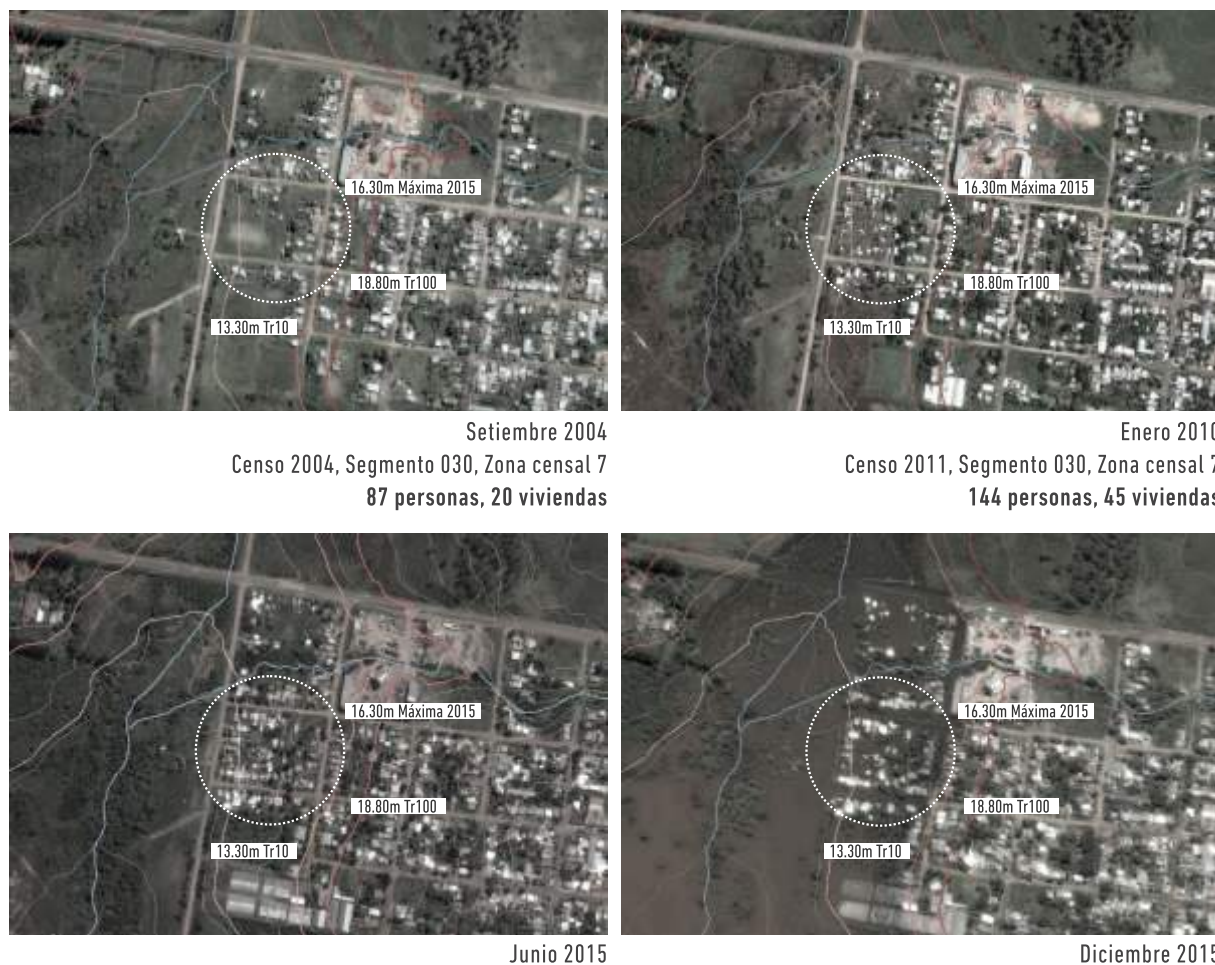 16.30m Máxima 2015
18.80m Tr100
13.30m Tr10
Setiembre 2004
Censo 2004, Segmento 030, Zona censal 7
87 personas, 20 viviendas
16.30m Máxima 2015
18.80m Tr100
13.30m Tr10
Enero 2010
Censo 2011, Segmento 030, Zona censal 7
144 personas, 45 viviendas
16.30m Máxima 2015
18.80m Tr100
13.30m Tr10
Junio 2015
16.30m Máxima 2015
18.80m Tr100
13.30m Tr10
Diciembre 2015